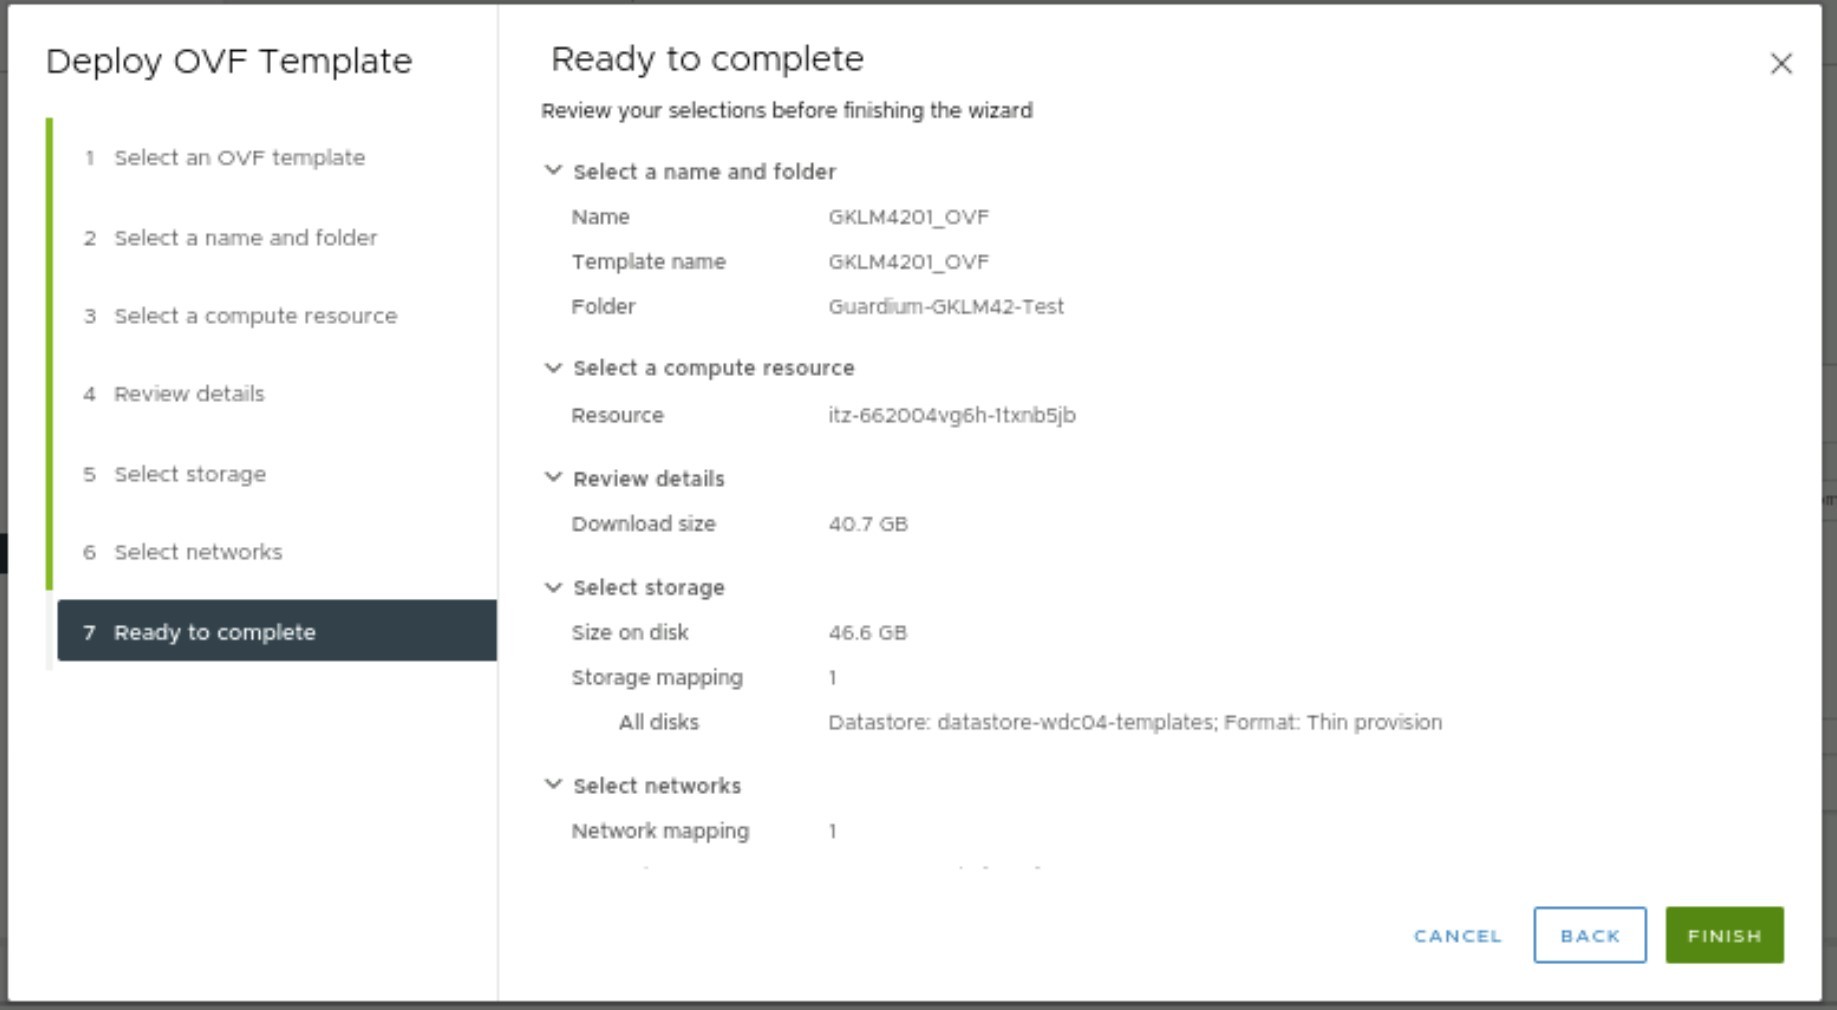 Deploy OVF Template
1 Select an OVF template
2 Select a name and folder
3 Select a compute resource
4 Review details
5 Select storage
6 Select networks
7 Ready to complete
Ready to complete
Review your selections before finishing the wizard
Select a name and folder
Name GKLM4201_OVF
Template name GKLM4201_OVF
Folder Guardium-GKLM42-Test
Select a compute resource
Resource itz-662004vg6h-1txnb5jb
Review details
Download size 40.7 GB
Select storage
Size on disk 46.6 GB
Storage mapping 1
All disks Datastore: datastore-wdc04-templates; Format: Thin provision
Select networks
Network mapping 1
CANCEL BACK FINISH